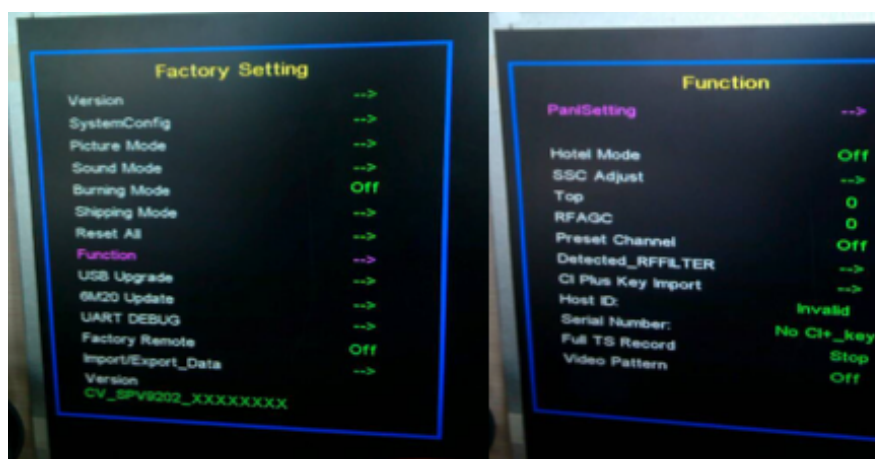 Factory Setting
Version -->
SystemConfig -->
Picture Mode -->
Sound Mode -->
Burning Mode Off
Shipping Mode -->
Reset All -->
Function -->
USB Upgrade -->
6M20 Update -->
UART DEBUG -->
Factory Remote Off
Import/Export_Data -->
Version
CV_SPV9202_XXXXXXXX
Function
PanlSetting -->
Hotel Mode Off
SSC Adjust -->
Top 0
RFAGC 0
Preset Channel Off
Detected_RFFILTER -->
CI Plus Key Import -->
Host ID: Invalid
Serial Number: No CI+_key
Full TS Record Stop
Video Pattern Off